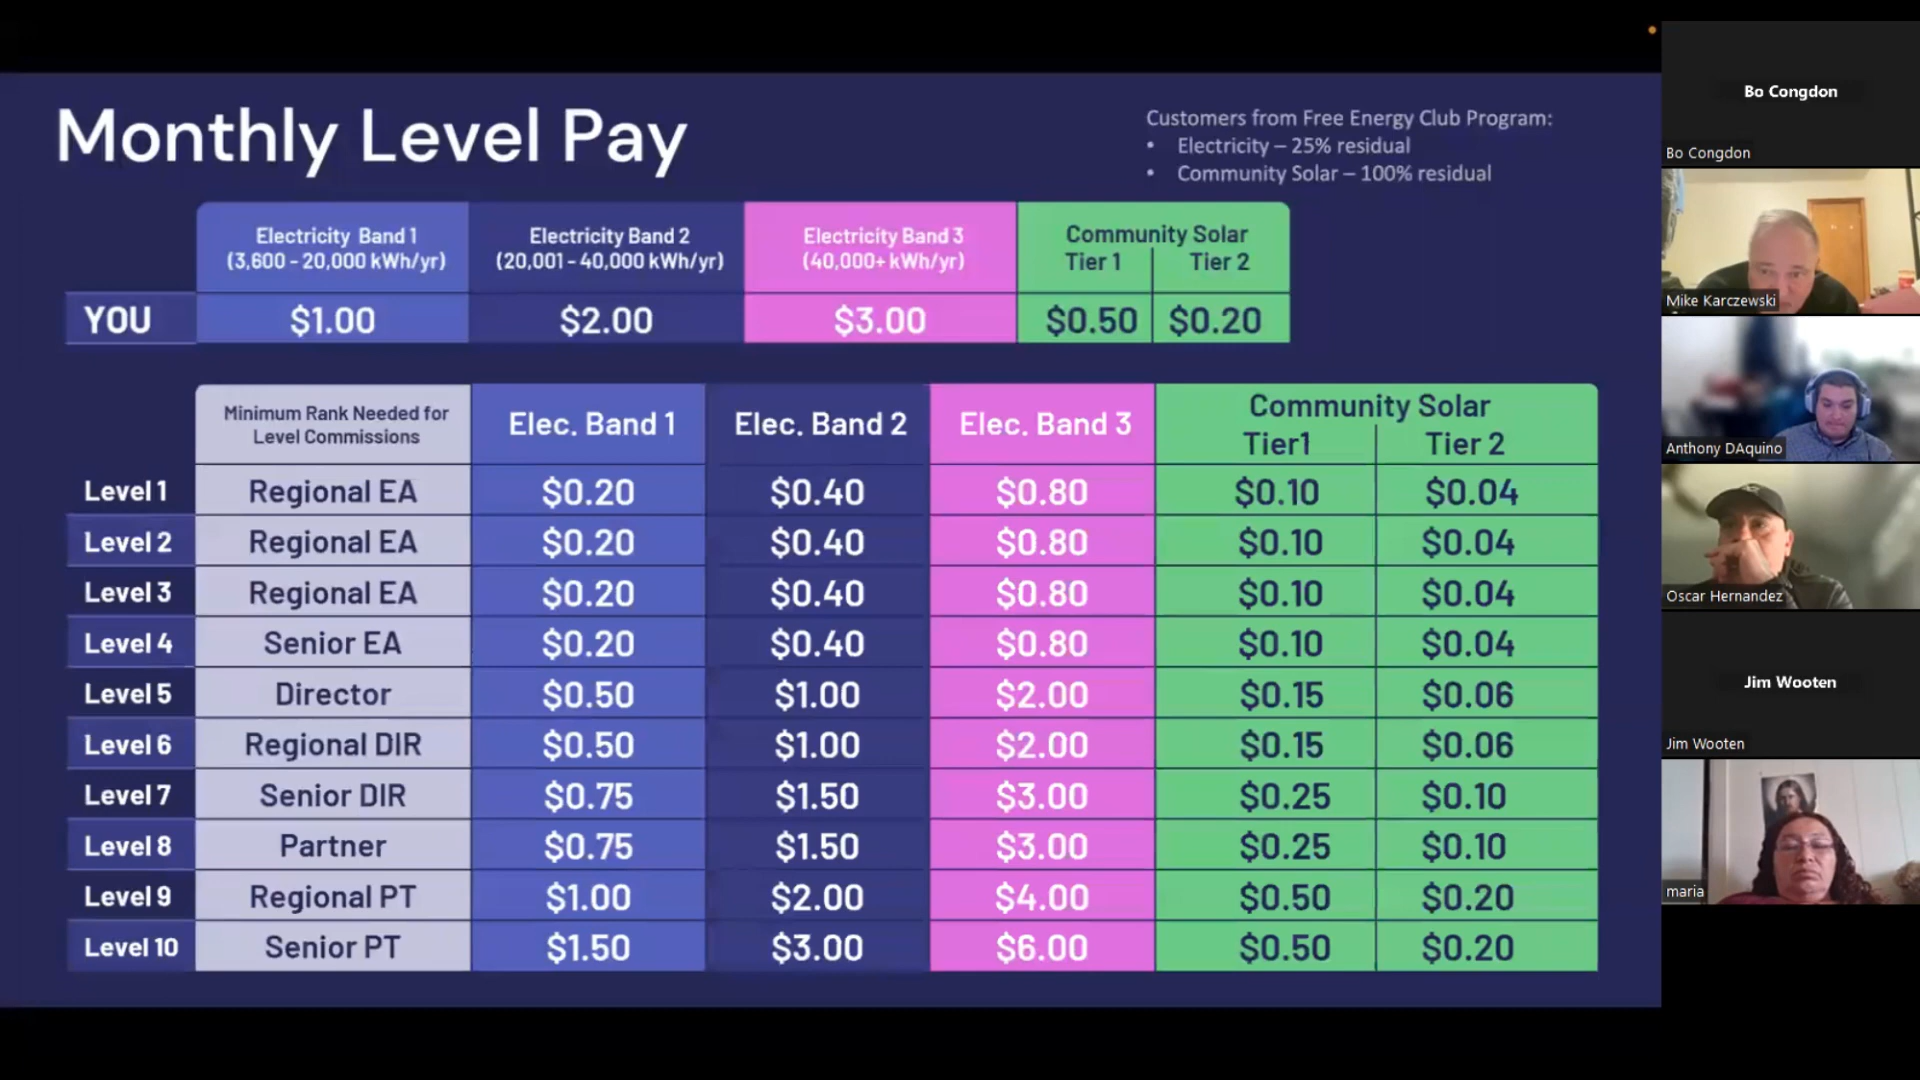 Monthly Level Pay
Customers from Free Energy Club Program:
• Electricity – 25% residual
• Community Solar – 100% residual
Electricity Band 1
(3,600 - 20,000 kWh/yr)
Electricity Band 2
(20,001 - 40,000 kWh/yr)
Electricity Band 3
(40,000+ kWh/yr)
Community Solar
Tier 1 Tier 2
YOU $1.00 $2.00 $3.00 $0.50 $0.20
Minimum Rank Needed for
Level Commissions
Elec. Band 1 Elec. Band 2 Elec. Band 3
Community Solar
Tier1 Tier 2
Level 1 Regional EA $0.20 $0.40 $0.80 $0.10 $0.04
Level 2 Regional EA $0.20 $0.40 $0.80 $0.10 $0.04
Level 3 Regional EA $0.20 $0.40 $0.80 $0.10 $0.04
Level 4 Senior EA $0.20 $0.40 $0.80 $0.10 $0.04
Level 5 Director $0.50 $1.00 $2.00 $0.15 $0.06
Level 6 Regional DIR $0.50 $1.00 $2.00 $0.15 $0.06
Level 7 Senior DIR $0.75 $1.50 $3.00 $0.25 $0.10
Level 8 Partner $0.75 $1.50 $3.00 $0.25 $0.10
Level 9 Regional PT $1.00 $2.00 $4.00 $0.50 $0.20
Level 10 Senior PT $1.50 $3.00 $6.00 $0.50 $0.20
Bo Congdon
Bo Congdon
Mike Karczewski
Anthony DAquino
Oscar Hernandez
Jim Wooten
Jim Wooten
maria